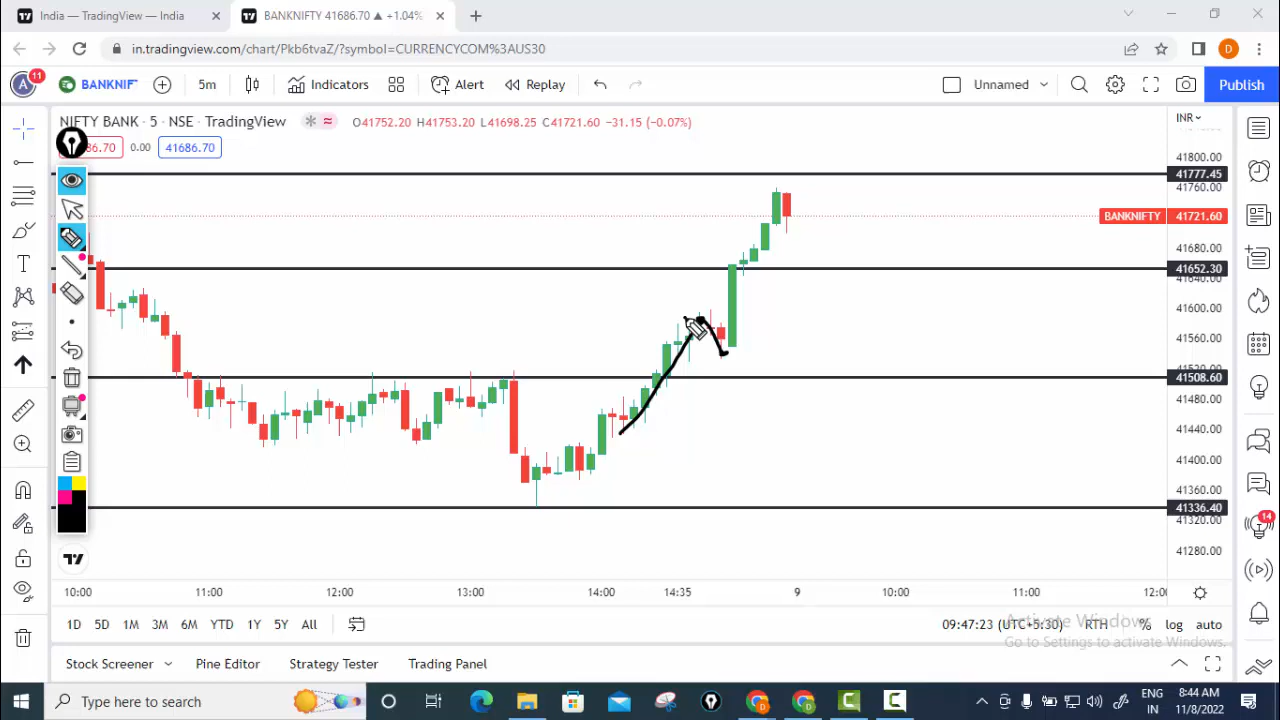 India — TradingView — India
BANKNIFTY 41686.70 ▲ +1.04%
in.tradingview.com/chart/Pkb6tvaZ/?symbol=CURRENCYCOM%3AUS30
D
A
11
BANKNIF
5m
Indicators
Alert
Replay
Unnamed
Publish
NIFTY BANK · 5 · NSE · TradingView
O41752.20 H41753.20 L41698.25 C41721.60 −31.15 (−0.07%)
INR
86.70
0.00
41686.70
41800.00
41777.45
41760.00
BANKNIFTY
41721.60
41680.00
41652.30
41640.00
41600.00
41560.00
41508.60
41480.00
41440.00
41400.00
41360.00
41336.40
41320.00
41280.00
14
10:00
11:00
12:00
13:00
14:00
14:35
9
10:00
11:00
12:00
1D
5D
1M
3M
6M
YTD
1Y
5Y
All
09:47:23 (UTC+5:30)
RTH
%
log
auto
Activate Windows
Go to Settings to activate Windows.
Stock Screener
Pine Editor
Strategy Tester
Trading Panel
Type here to search
ENG
IN
8:44 AM
11/8/2022